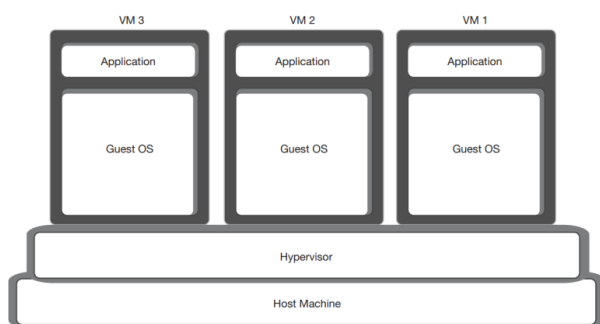 VM 3
VM 2
VM 1
Application
Application
Application
Guest OS
Guest OS
Guest OS
Hypervisor
Host Machine